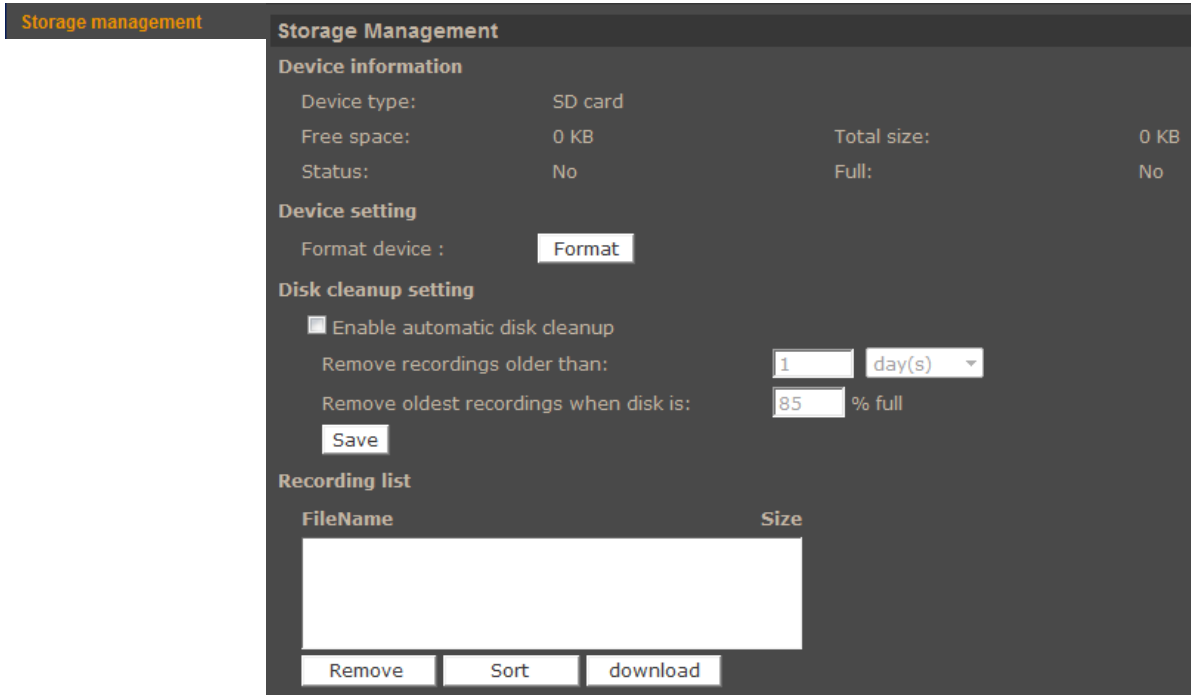 Storage management
Storage Management
Device information
Device type: SD card
Free space: 0 KB Total size: 0 KB
Status: No Full: No
Device setting
Format device : Format
Disk cleanup setting
Enable automatic disk cleanup
Remove recordings older than: 1 day(s)
Remove oldest recordings when disk is: 85 % full
Save
Recording list
FileName Size
Remove Sort download